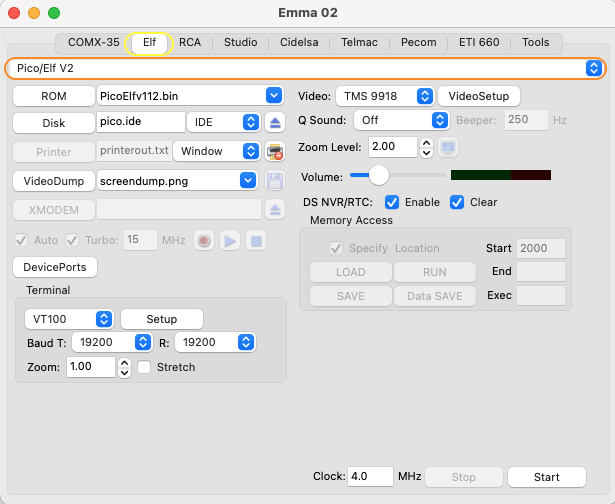 Emma 02
COMX-35 Elf RCA Studio Cidelsa Telmac Pecom ETI 660 Tools
Pico/Elf V2
ROM PicoElfv112.bin Video: TMS 9918 VideoSetup
Disk pico.ide IDE Q Sound: Off Beeper: 250 Hz
Printer printerout.txt Window Zoom Level: 2.00
VideoDump screendump.png Volume:
XMODEM DS NVR/RTC: Enable Clear
Auto Turbo: 15 MHz
Memory Access
Specify Location Start 2000
DevicePorts LOAD RUN End
Terminal SAVE Data SAVE Exec
VT100 Setup
Baud T: 19200 R: 19200
Zoom: 1.00 Stretch
Clock: 4.0 MHz Stop Start